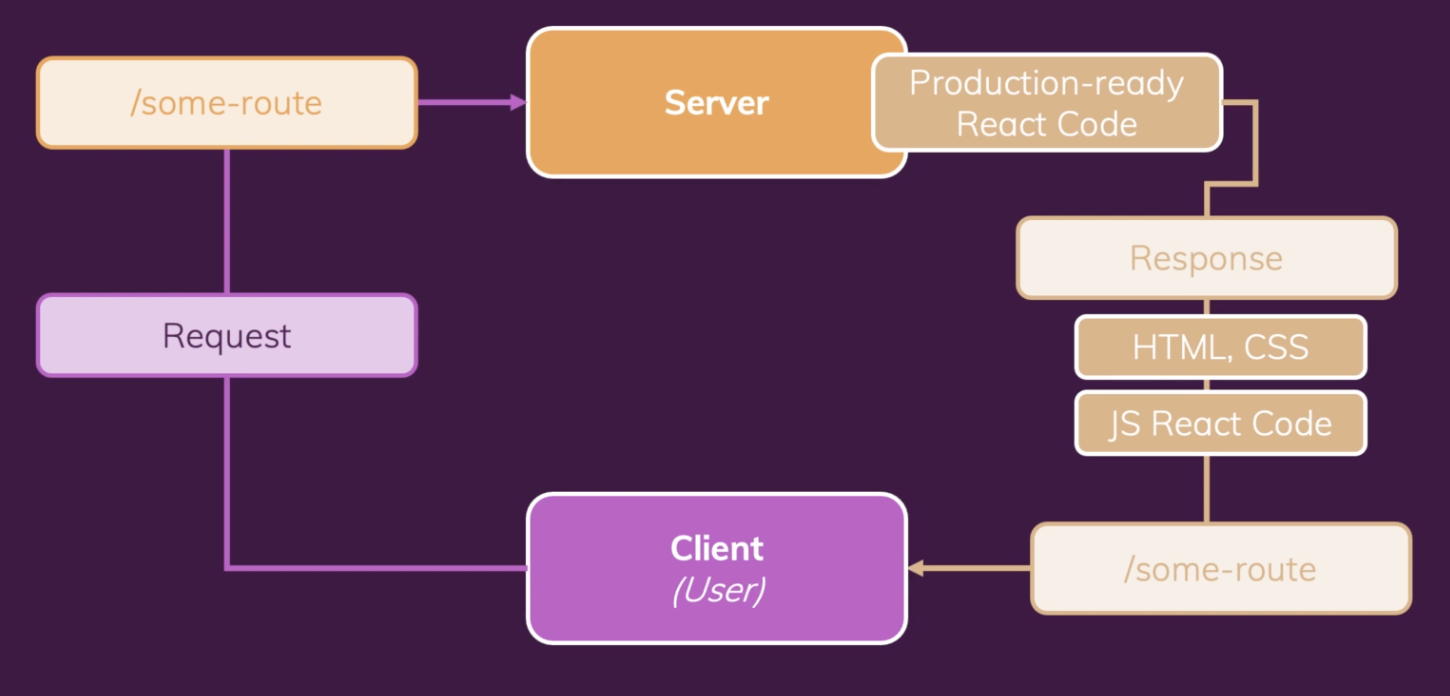 /some-route
Server
Production-ready
React Code
Response
Request
HTML, CSS
JS React Code
Client
(User)
/some-route